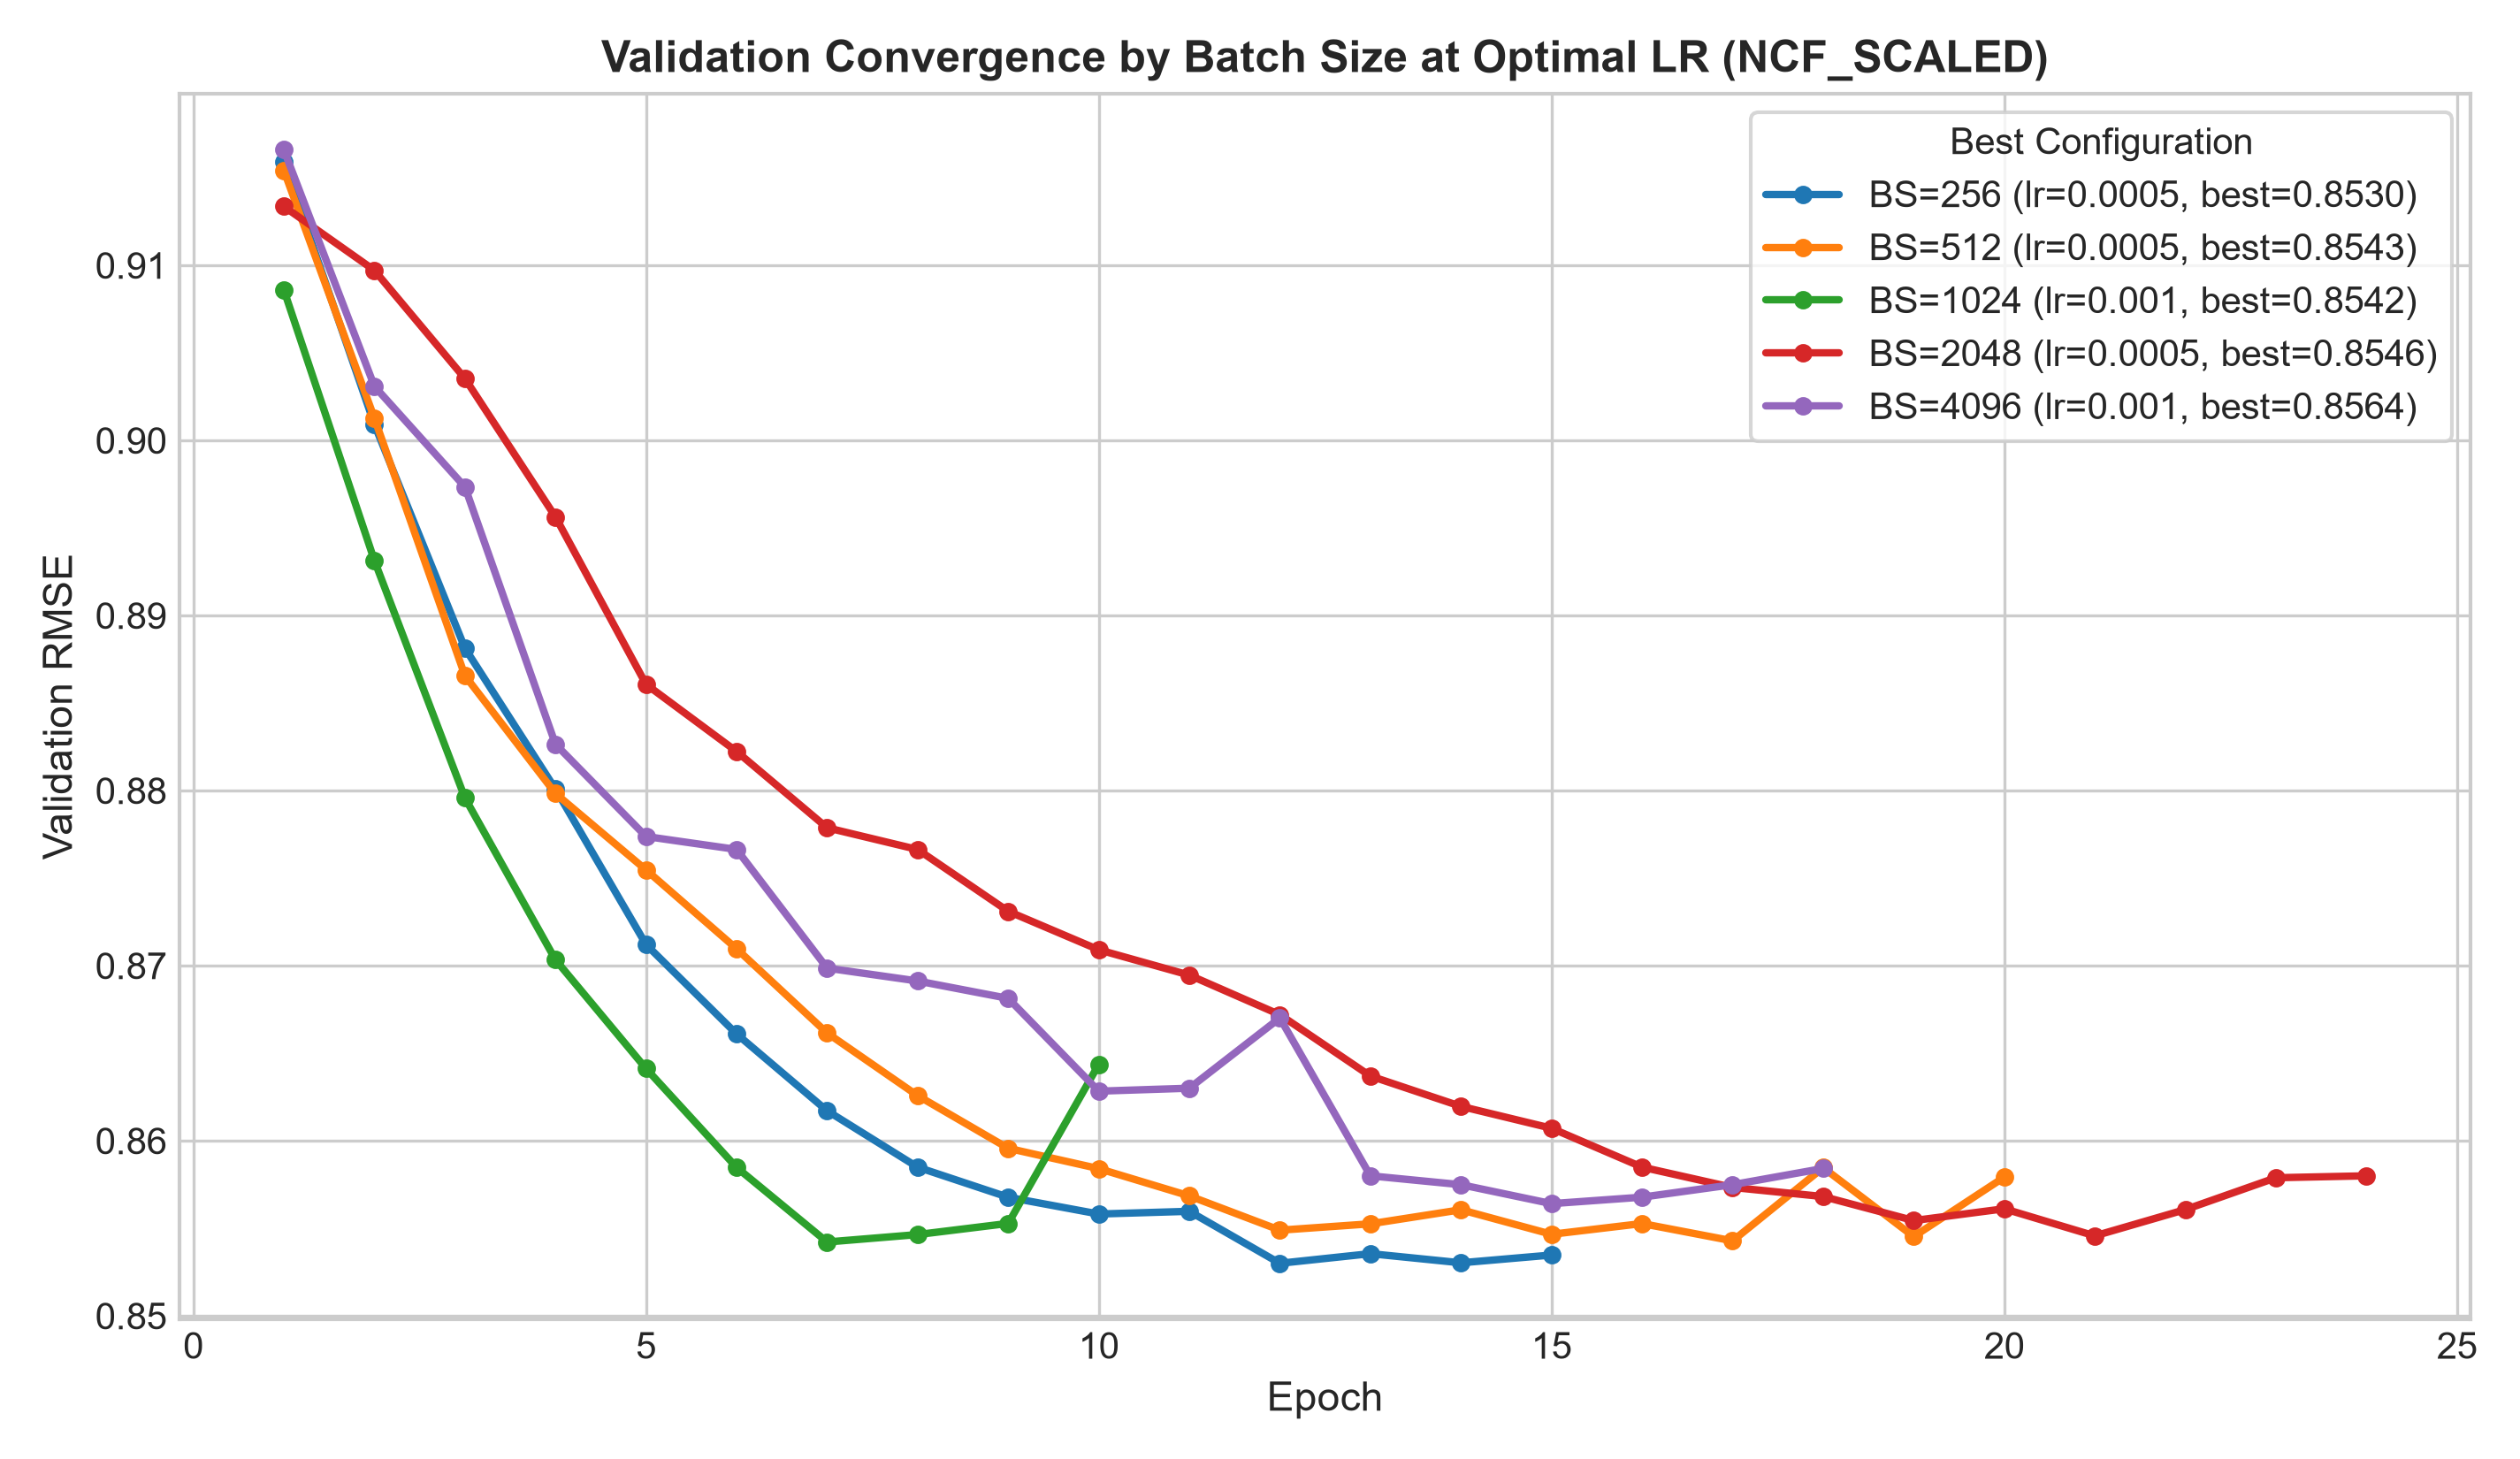 Validation Convergence by Batch Size at Optimal LR (NCF_SCALED)
Best Configuration
BS=256 (lr=0.0005, best=0.8530)
BS=512 (lr=0.0005, best=0.8543)
BS=1024 (lr=0.001, best=0.8542)
BS=2048 (lr=0.0005, best=0.8546)
BS=4096 (lr=0.001, best=0.8564)
Validation RMSE
0.91
0.90
0.89
0.88
0.87
0.86
0.85
0 5 10 15 20 25
Epoch